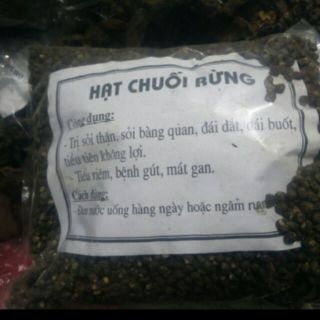 HẠT CHUỐI RỪNG
Công dụng:
- Trị sỏi thận, sỏi bàng quan, đái dắt, đái buốt,
tiểu tiện không lợi.
- Tiểu viêm, bệnh gút, mát gan.
Cách dùng:
- Đun nước uống hàng ngày hoặc ngâm